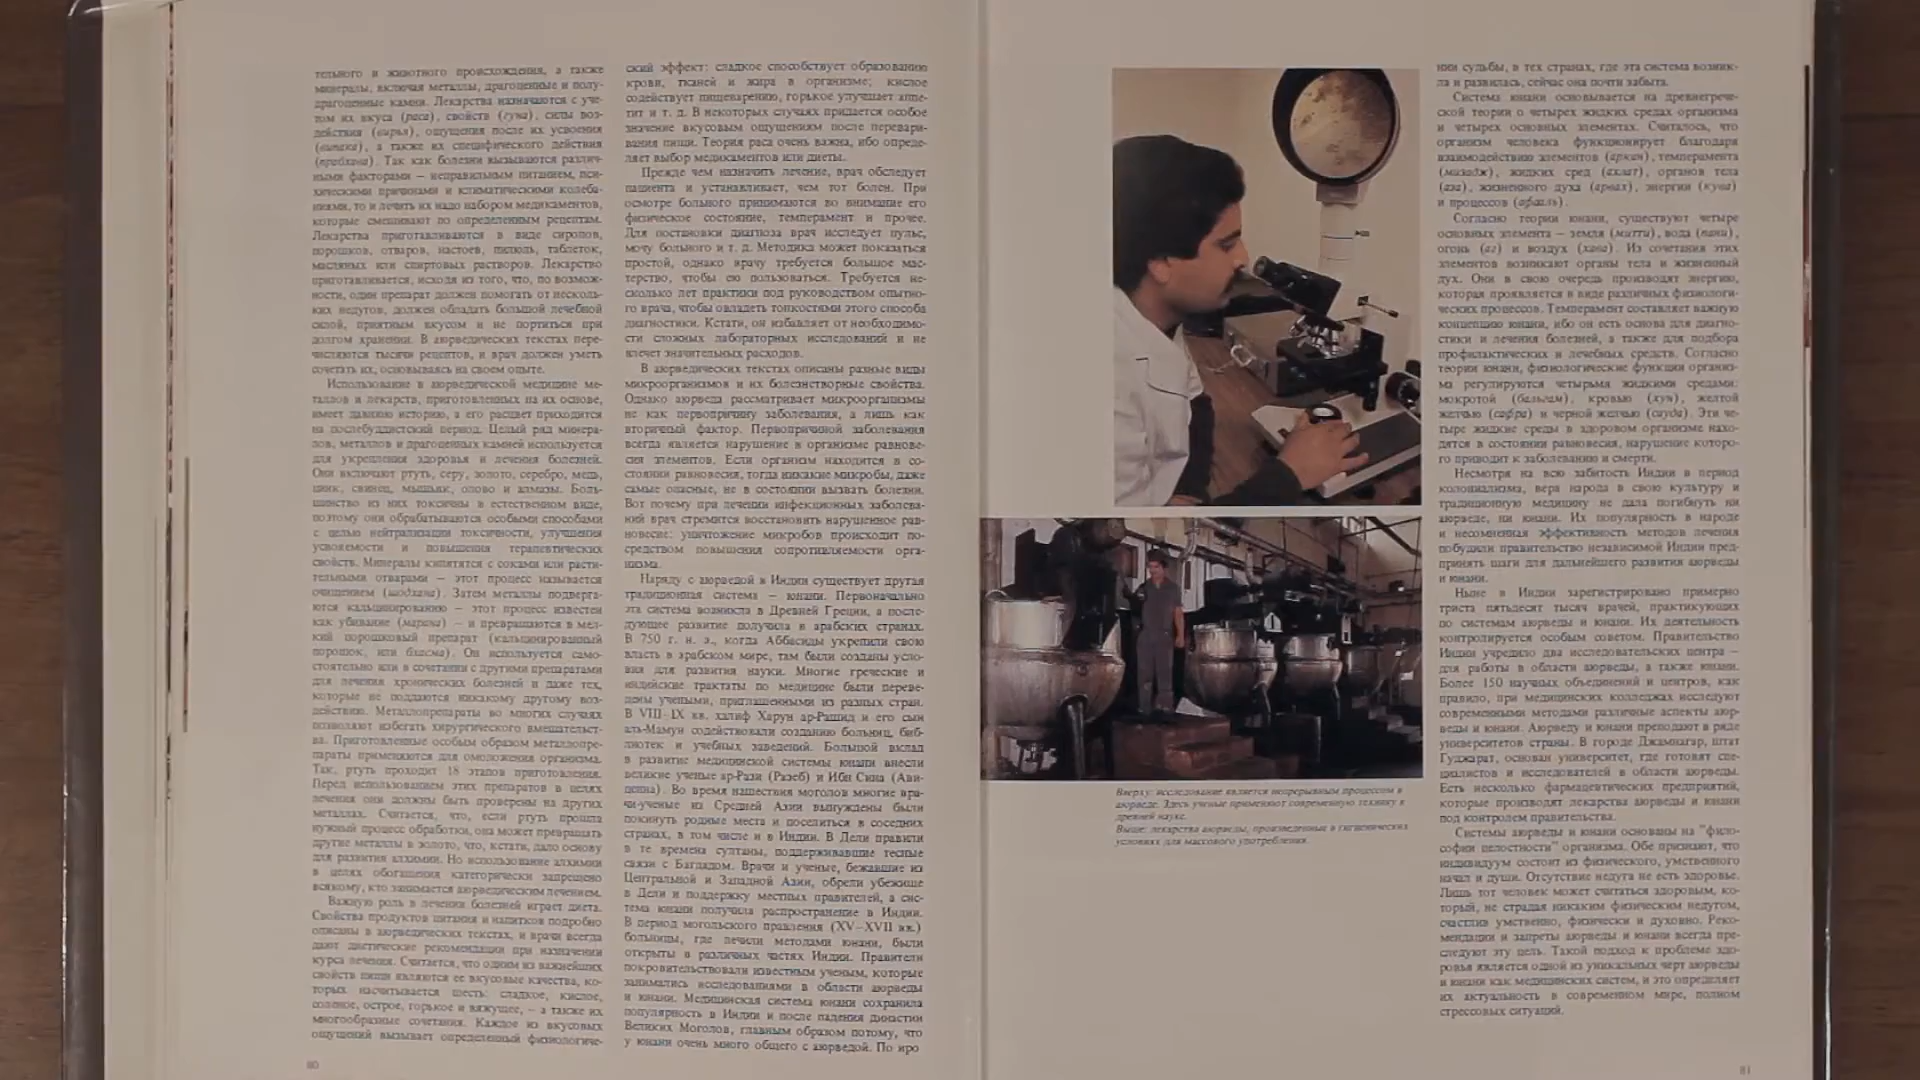 тельного и животного происхождения, а также
минералы, включая металлы, драгоценные и полу-
драгоценные камни. Лекарства назначаются с уче-
том их вкуса (раса), свойств (гуна), силы воз-
действия (вирья), ощущения после их усвоения
(випака), а также их специфического действия
(прабхава). Так как болезни вызываются различ-
ными факторами — неправильным питанием, пси-
хическими причинами и климатическими колеба-
ниями, то и лечить их надо набором медикаментов,
которые смешивают по определенным рецептам.
Лекарства приготавливаются в виде сиропов,
порошков, отваров, настоев, пилюль, таблеток,
масляных или спиртовых растворов. Лекарство
приготавливается, исходя из того, что, по возмож-
ности, один препарат должен помогать от несколь-
ких недугов, должен обладать большой лечебной
силой, приятным вкусом и не портиться при
долгом хранении. В аюрведических текстах пере-
числяются тысячи рецептов, и врач должен уметь
сочетать их, основываясь на своем опыте.
Использование в аюрведической медицине ме-
таллов и лекарств, приготовленных на их основе,
имеет давнюю историю, а его расцвет приходится
на послебуддистский период. Целый ряд минера-
лов, металлов и драгоценных камней используется
для укрепления здоровья и лечения болезней.
Они включают ртуть, серу, золото, серебро, медь,
цинк, свинец, мышьяк, олово и алмазы. Боль-
шинство из них токсичны в естественном виде,
поэтому они обрабатываются особыми способами
с целью нейтрализации токсичности, улучшения
усвояемости и повышения терапевтических
свойств. Минералы кипятятся с соками или расти-
тельными отварами — этот процесс называется
очищением (шодхана). Затем металлы подверга-
ются кальцинированию — этот процесс известен
как убивание (марана) — и превращаются в мел-
кий порошковый препарат (кальцинированный
порошок, или бхасма). Он используется само-
стоятельно или в сочетании с другими препаратами
для лечения хронических болезней и даже тех,
которые не поддаются никакому другому воз-
действию. Металлопрепараты во многих случаях
позволяют избегать хирургического вмешательст-
ва. Приготовленные особым образом металлопре-
параты применяются для омоложения организма.
Так, ртуть проходит 18 этапов приготовления.
Перед использованием этих препаратов в целях
лечения они должны быть проверены на других
металлах. Считается, что, если ртуть прошла
нужный процесс обработки, она может превращать
другие металлы в золото, что, кстати, дало основу
для развития алхимии. Но использование алхимии
в целях обогащения категорически запрещено
всякому, кто занимается аюрведическим лечением.
Важную роль в лечении болезней играет диета.
Свойства продуктов питания и напитков подробно
описаны в аюрведических текстах, и врачи всегда
дают диетические рекомендации при назначении
курса лечения. Считается, что одним из важнейших
свойств пищи являются ее вкусовые качества, ко-
торых насчитывается шесть: сладкое, кислое,
соленое, острое, горькое и вяжущее, — а также их
многообразные сочетания. Каждое из вкусовых
ощущений вызывает определенный физиологиче-
80
ский эффект: сладкое способствует образованию
крови, тканей и жира в организме; кислое
содействует пищеварению, горькое улучшает аппе-
тит и т. д. В некоторых случаях придается особое
значение вкусовым ощущениям после перевари-
вания пищи. Теория раса очень важна, ибо опреде-
ляет выбор медикаментов или диеты.
Прежде чем назначить лечение, врач обследует
пациента и устанавливает, чем тот болен. При
осмотре больного принимаются во внимание его
физическое состояние, темперамент и прочее.
Для постановки диагноза врач исследует пульс,
мочу больного и т. д. Методика может показаться
простой, однако врачу требуется большое мас-
терство, чтобы ею пользоваться. Требуется не-
сколько лет практики под руководством опытно-
го врача, чтобы овладеть тонкостями этого способа
диагностики. Кстати, он избавляет от необходимо-
сти сложных лабораторных исследований и не
влечет значительных расходов.
В аюрведических текстах описаны разные виды
микроорганизмов и их болезнетворные свойства.
Однако аюрведа рассматривает микроорганизмы
не как первопричину заболевания, а лишь как
вторичный фактор. Первопричиной заболевания
всегда является нарушение в организме равнове-
сия элементов. Если организм находится в со-
стоянии равновесия, тогда никакие микробы, даже
самые опасные, не в состоянии вызвать болезни.
Вот почему при лечении инфекционных заболева-
ний врач стремится восстановить нарушенное рав-
новесие: уничтожение микробов происходит по-
средством повышения сопротивляемости орга-
низма.
Наряду с аюрведой в Индии существует другая
традиционная система — юнани. Первоначально
эта система возникла в Древней Греции, а после-
дующее развитие получила в арабских странах.
В 750 г. н. э., когда Аббасиды укрепили свою
власть в арабском мире, там были созданы усло-
вия для развития науки. Многие греческие и
индийские трактаты по медицине были переве-
дены учеными, приглашенными из разных стран.
В VIII–IX вв. халиф Харун ар-Рашид и его сын
аль-Мамун содействовали созданию больниц, биб-
лиотек и учебных заведений. Большой вклад
в развитие медицинской системы юнани внесли
великие ученые ар-Рази (Разеб) и Ибн Сина (Ави-
ценна). Во время нашествия моголов многие вра-
чи-ученые из Средней Азии вынуждены были
покинуть родные места и поселиться в соседних
странах, в том числе и в Индии. В Дели правили
в те времена султаны, поддерживавшие тесные
связи с Багдадом. Врачи и ученые, бежавшие из
Центральной и Западной Азии, обрели убежище
в Дели и поддержку местных правителей, а сис-
тема юнани получила распространение в Индии.
В период могольского правления (XV–XVII вв.)
больницы, где лечили методами юнани, были
открыты в различных частях Индии. Правители
покровительствовали известным ученым, которые
занимались исследованиями в области аюрведы
и юнани. Медицинская система юнани сохранила
популярность в Индии и после падения династии
Великих Моголов, главным образом потому, что
у юнани очень много общего с аюрведой. По иро
Вверху: исследование является непрерывным процессом в
аюрведе. Здесь ученые применяют современную технику к
древней науке.
Выше: лекарства аюрведы, произведенные в гигиенических
условиях для массового употребления.
нии судьбы, в тех странах, где эта система возник-
ла и развилась, сейчас она почти забыта.
Система юнани основывается на древнегрече-
ской теории о четырех жидких средах организма
и четырех основных элементах. Считалось, что
организм человека функционирует благодаря
взаимодействию элементов (аркан), темперамента
(мизадж), жидких сред (ахлат), органов тела
(аза), жизненного духа (арвах), энергии (кува)
и процессов (афааль).
Согласно теории юнани, существуют четыре
основных элемента — земля (митти), вода (пани),
огонь (аг) и воздух (хава). Из сочетания этих
элементов возникают органы тела и жизненный
дух. Они в свою очередь производят энергию,
которая проявляется в виде различных физиологи-
ческих процессов. Темперамент составляет важную
концепцию юнани, ибо он есть основа для диагно-
стики и лечения болезней, а также для подбора
профилактических и лечебных средств. Согласно
теории юнани, физиологические функции организ-
ма регулируются четырьмя жидкими средами:
мокротой (бальгам), кровью (хун), желтой
желчью (сафра) и черной желчью (сауда). Эти че-
тыре жидкие среды в здоровом организме нахо-
дятся в состоянии равновесия, нарушение которо-
го приводит к заболеванию и смерти.
Несмотря на всю забитость Индии в период
колониализма, вера народа в свою культуру и
традиционную медицину не дала погибнуть ни
аюрведе, ни юнани. Их популярность в народе
и несомненная эффективность методов лечения
побудили правительство независимой Индии пред-
принять шаги для дальнейшего развития аюрведы
и юнани.
Ныне в Индии зарегистрировано примерно
триста пятьдесят тысяч врачей, практикующих
по системам аюрведы и юнани. Их деятельность
контролируется особым советом. Правительство
Индии учредило два исследовательских центра —
для работы в области аюрведы, а также юнани.
Более 150 научных объединений и центров, как
правило, при медицинских колледжах исследуют
современными методами различные аспекты аюр-
веды и юнани. Аюрведу и юнани преподают в ряде
университетов страны. В городе Джамнагар, штат
Гуджарат, основан университет, где готовят спе-
циалистов и исследователей в области аюрведы.
Есть несколько фармацевтических предприятий,
которые производят лекарства аюрведы и юнани
под контролем правительства.
Системы аюрведы и юнани основаны на "фило-
софии целостности" организма. Обе признают, что
индивидуум состоит из физического, умственного
начал и души. Отсутствие недуга не есть здоровье.
Лишь тот человек может считаться здоровым, ко-
торый, не страдая никаким физическим недугом,
счастлив умственно, физически и духовно. Реко-
мендации и запреты аюрведы и юнани всегда пре-
следуют эту цель. Такой подход к проблеме здо-
ровья является одной из уникальных черт аюрведы
и юнани как медицинских систем, и это определяет
их актуальность в современном мире, полном
стрессовых ситуаций.
81